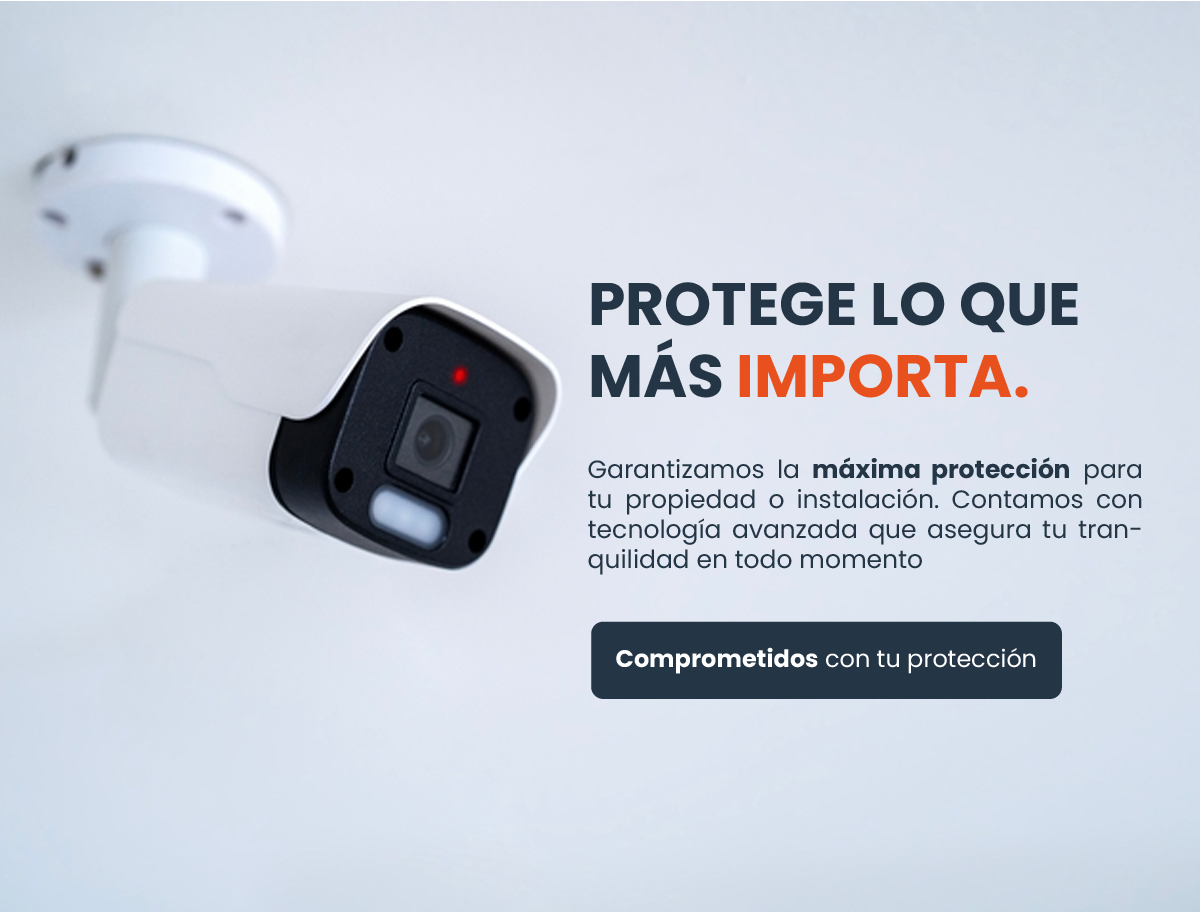 PROTEGE LO QUE
MÁS IMPORTA.
Garantizamos la máxima protección para
tu propiedad o instalación. Contamos con
tecnología avanzada que asegura tu tran-
quilidad en todo momento
Comprometidos con tu protección